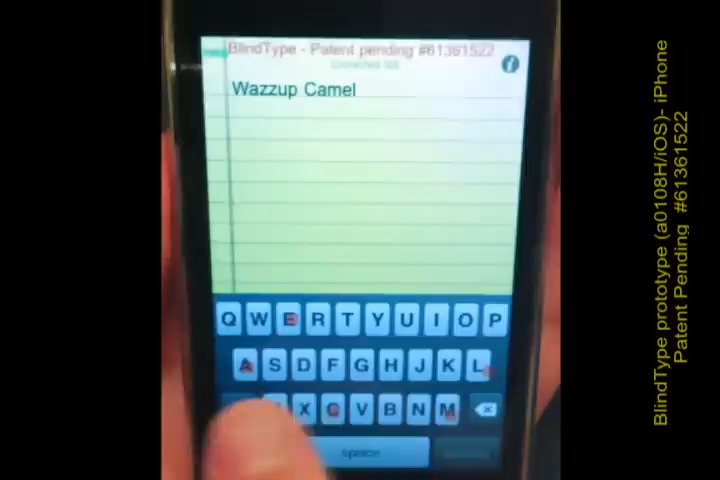 BlindType - Patent pending #61361522
Wazzup Camel
Q W E R T Y U I O P
A S D F G H J K L
X C V B N M
space
BlindType prototype (a0108H/iOS)- iPhone
Patent Pending #61361522